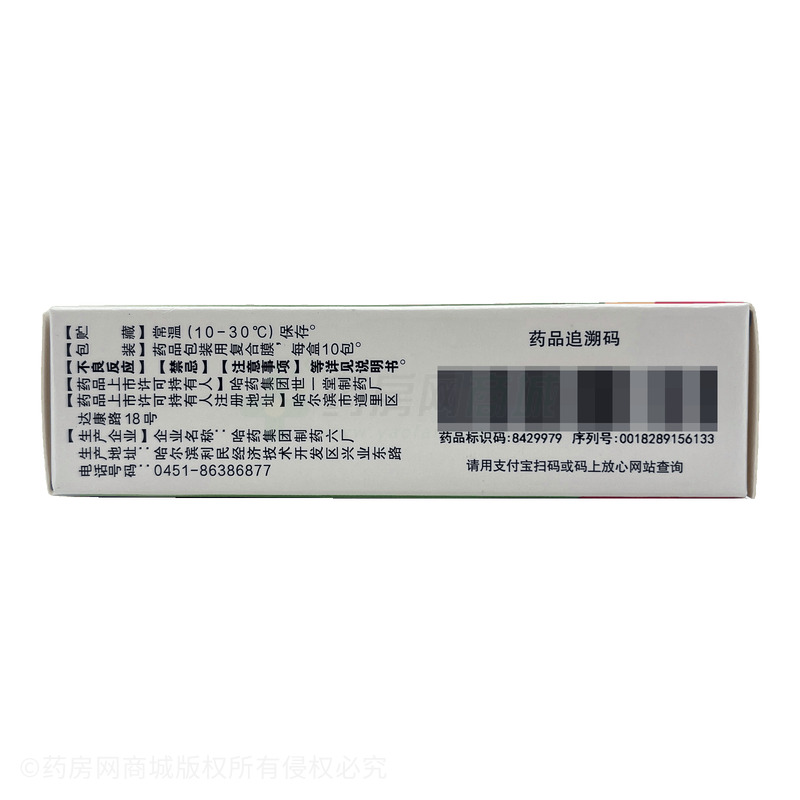 【贮　　藏】常温(10-30℃)保存。
【包　　装】药品包装用复合膜，每盒10包。
【不良反应】【禁忌】【注意事项】等详见说明书。
【药品上市许可持有人】哈药集团世一堂制药厂
【药品上市许可持有人注册地址】哈尔滨市道里区
达康路18号
【生产企业】企业名称：哈药集团制药六厂
生产地址：哈尔滨利民经济技术开发区兴业东路
电话号码：0451-86386877
药品追溯码
药品标识码:8429979 序列号:0018289156133
请用支付宝扫码或码上放心网站查询
©药房网商城版权所有侵权必究